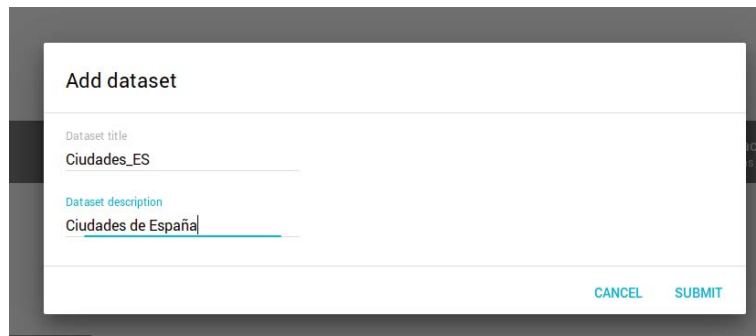 Add dataset
Dataset title
Ciudades_ES
Dataset description
Ciudades de España
CANCEL SUBMIT